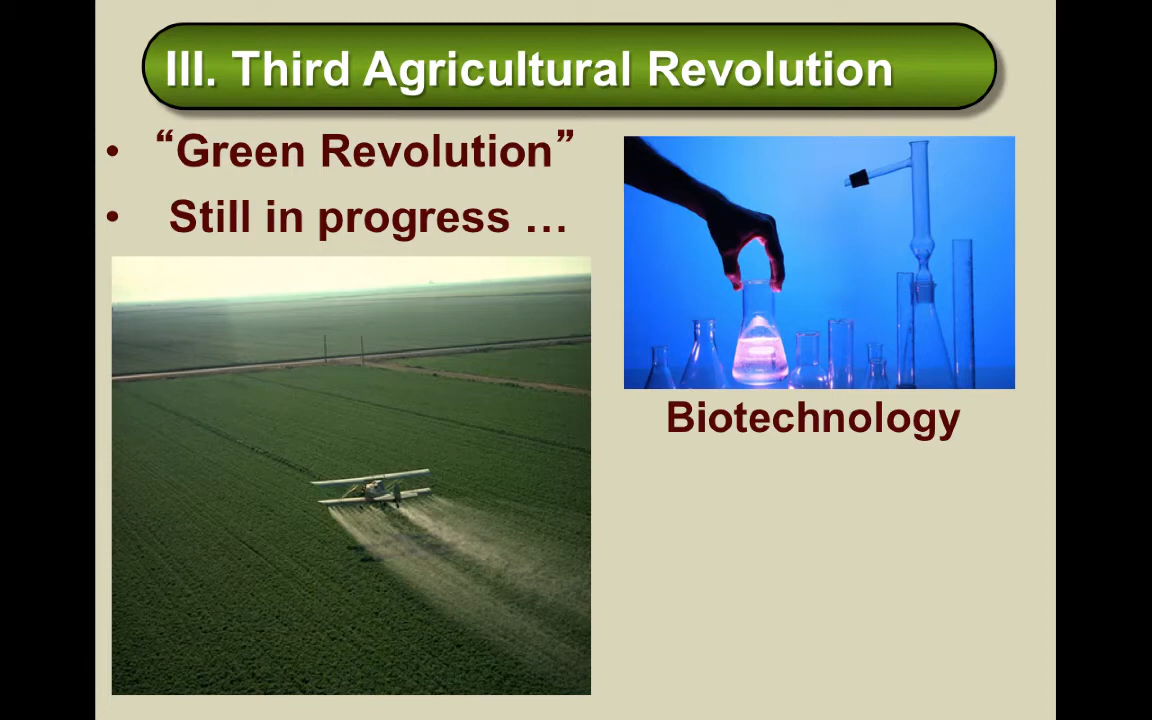 III. Third Agricultural Revolution
• “Green Revolution”
• Still in progress …
Biotechnology